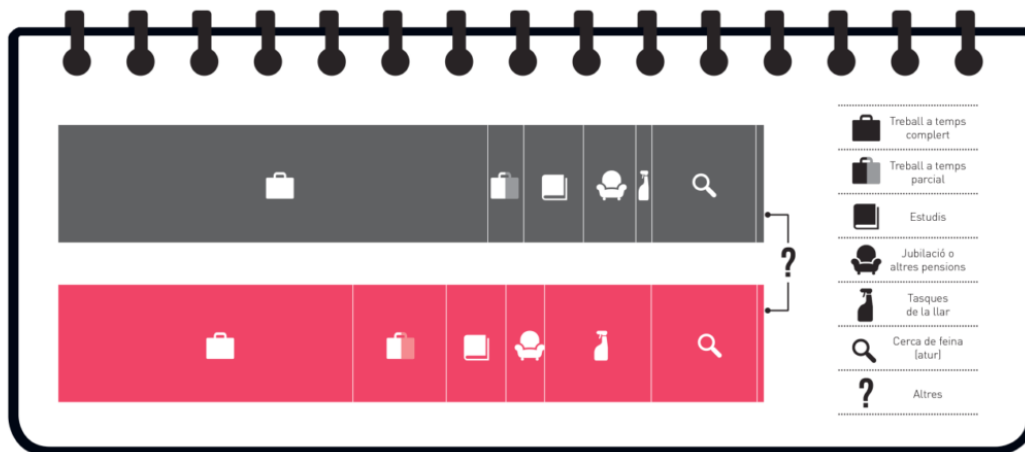 ?
Treball a temps
complert
Treball a temps
parcial
Estudis
Jubilació o
altres pensions
Tasques
de la llar
Cerca de feina
(atur)
?
Altres